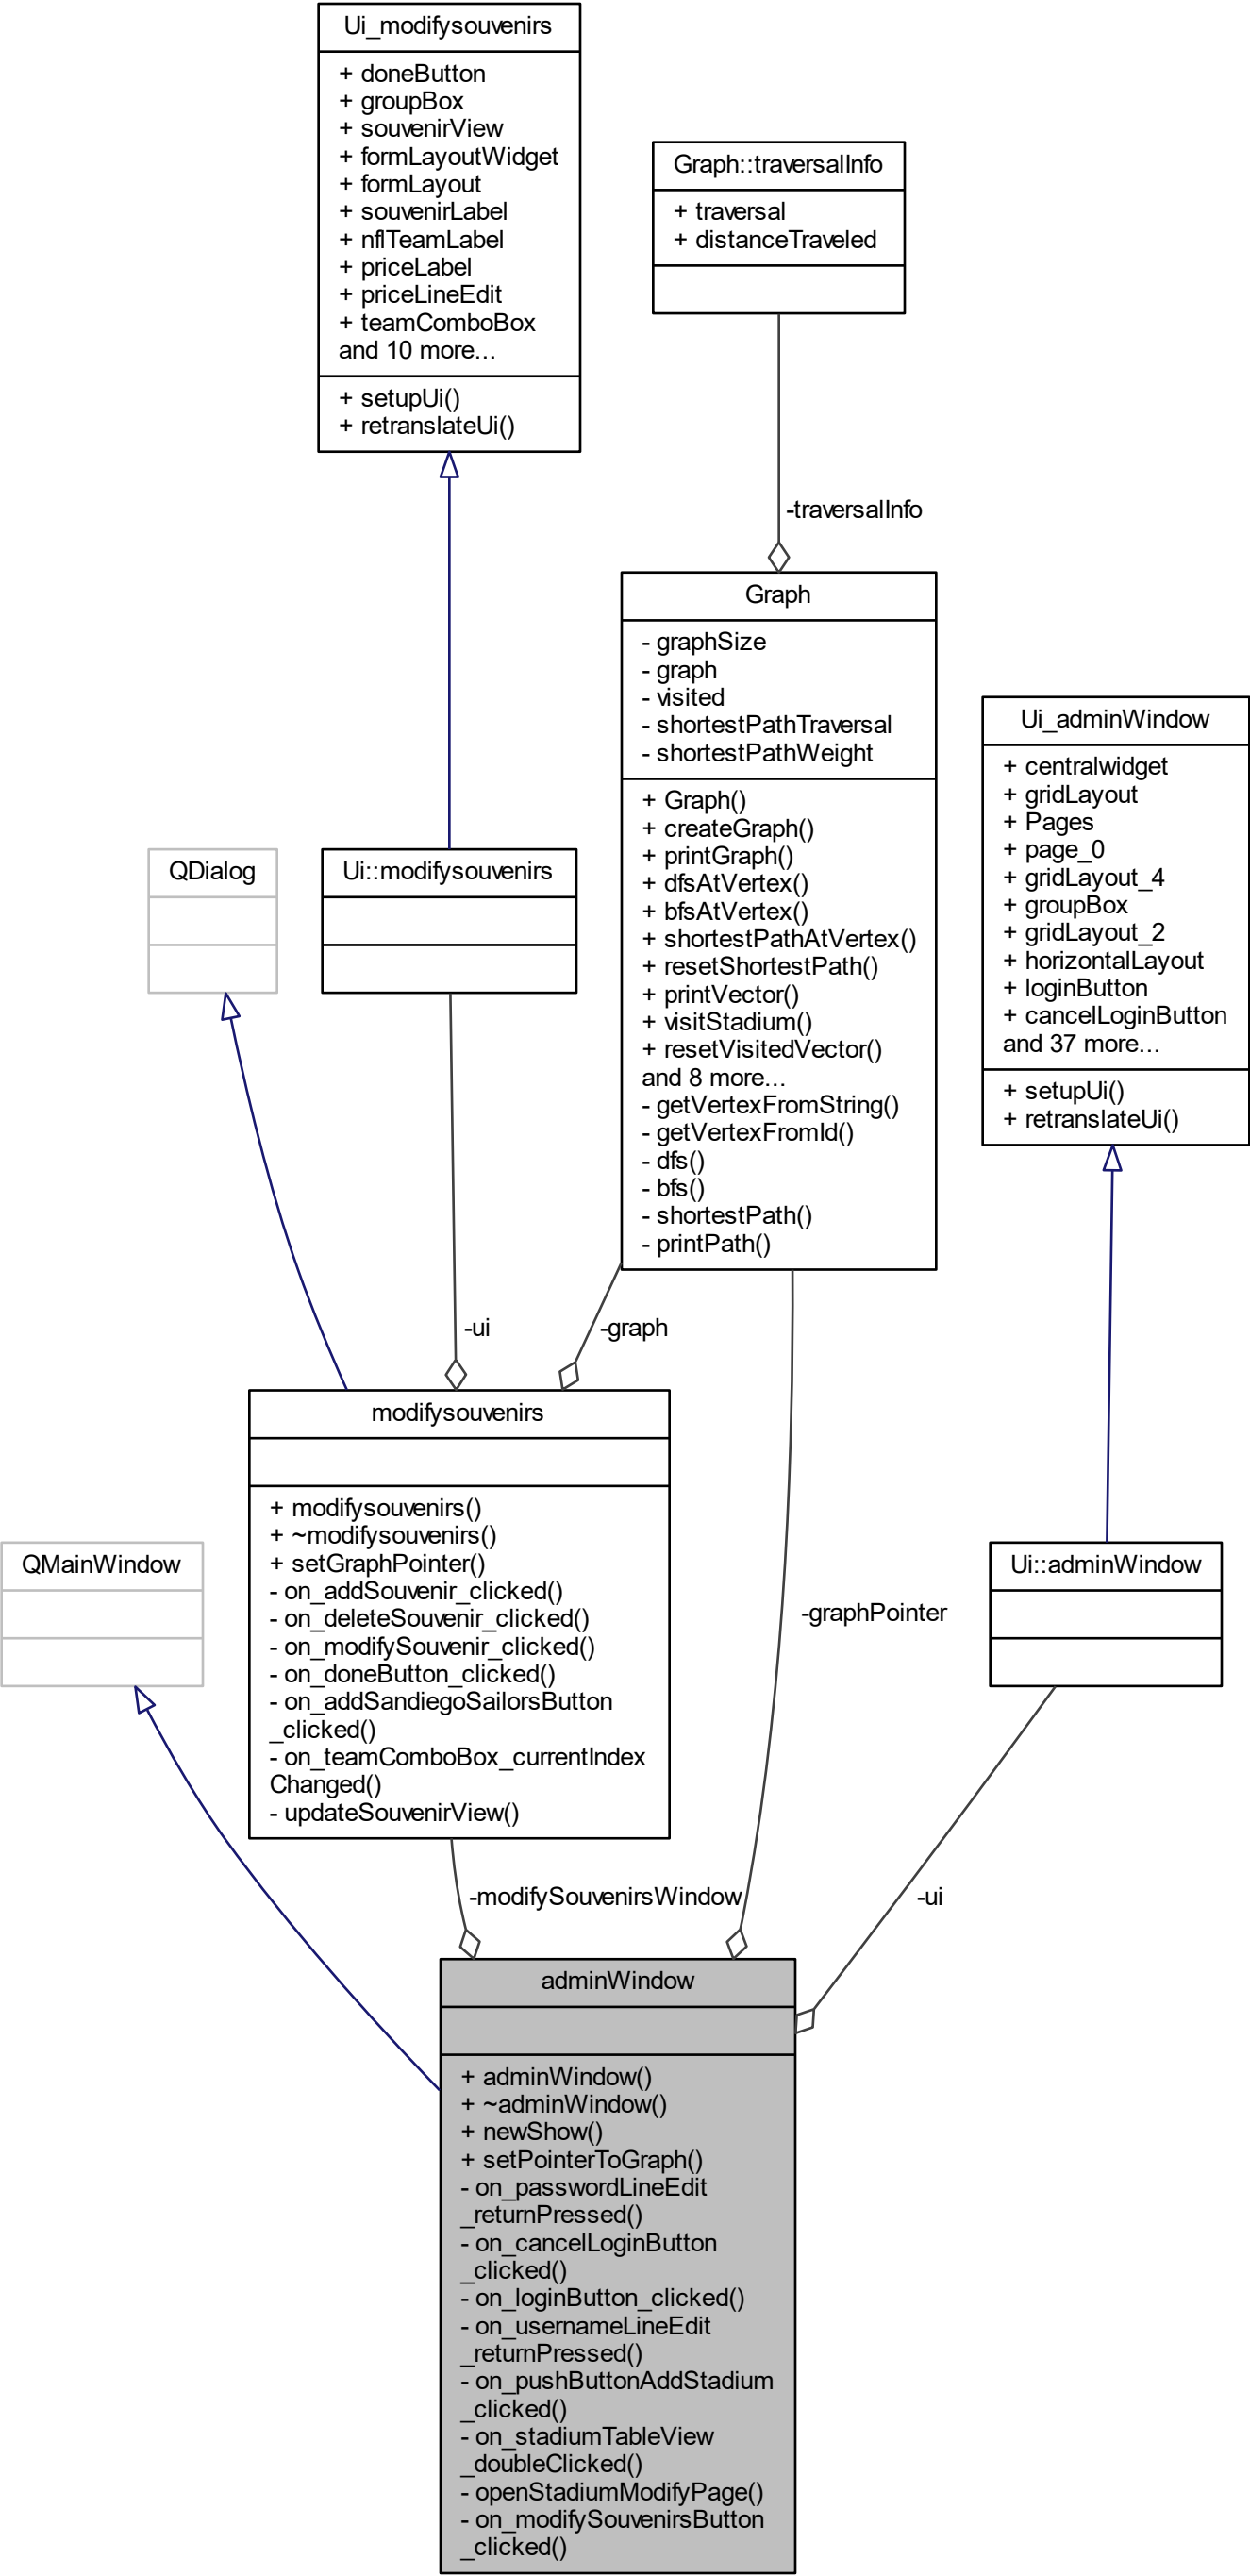 Ui_modifysouvenirs
+ doneButton
+ groupBox
+ souvenirView
+ formLayoutWidget
+ formLayout
+ souvenirLabel
+ nflTeamLabel
+ priceLabel
+ priceLineEdit
+ teamComboBox
and 10 more...
+ setupUi()
+ retranslateUi()
Graph::traversalInfo
+ traversal
+ distanceTraveled
-traversalInfo
Graph
- graphSize
- graph
- visited
- shortestPathTraversal
- shortestPathWeight
+ Graph()
+ createGraph()
+ printGraph()
+ dfsAtVertex()
+ bfsAtVertex()
+ shortestPathAtVertex()
+ resetShortestPath()
+ printVector()
+ visitStadium()
+ resetVisitedVector()
and 8 more...
- getVertexFromString()
- getVertexFromId()
- dfs()
- bfs()
- shortestPath()
- printPath()
Ui_adminWindow
+ centralwidget
+ gridLayout
+ Pages
+ page_0
+ gridLayout_4
+ groupBox
+ gridLayout_2
+ horizontalLayout
+ loginButton
+ cancelLoginButton
and 37 more...
+ setupUi()
+ retranslateUi()
QDialog
Ui::modifysouvenirs
-ui
-graph
modifysouvenirs
+ modifysouvenirs()
+ ~modifysouvenirs()
+ setGraphPointer()
- on_addSouvenir_clicked()
- on_deleteSouvenir_clicked()
- on_modifySouvenir_clicked()
- on_doneButton_clicked()
- on_addSandiegoSailorsButton
_clicked()
- on_teamComboBox_currentIndex
Changed()
- updateSouvenirView()
QMainWindow
Ui::adminWindow
-graphPointer
-modifySouvenirsWindow
-ui
adminWindow
+ adminWindow()
+ ~adminWindow()
+ newShow()
+ setPointerToGraph()
- on_passwordLineEdit
_returnPressed()
- on_cancelLoginButton
_clicked()
- on_loginButton_clicked()
- on_usernameLineEdit
_returnPressed()
- on_pushButtonAddStadium
_clicked()
- on_stadiumTableView
_doubleClicked()
- openStadiumModifyPage()
- on_modifySouvenirsButton
_clicked()